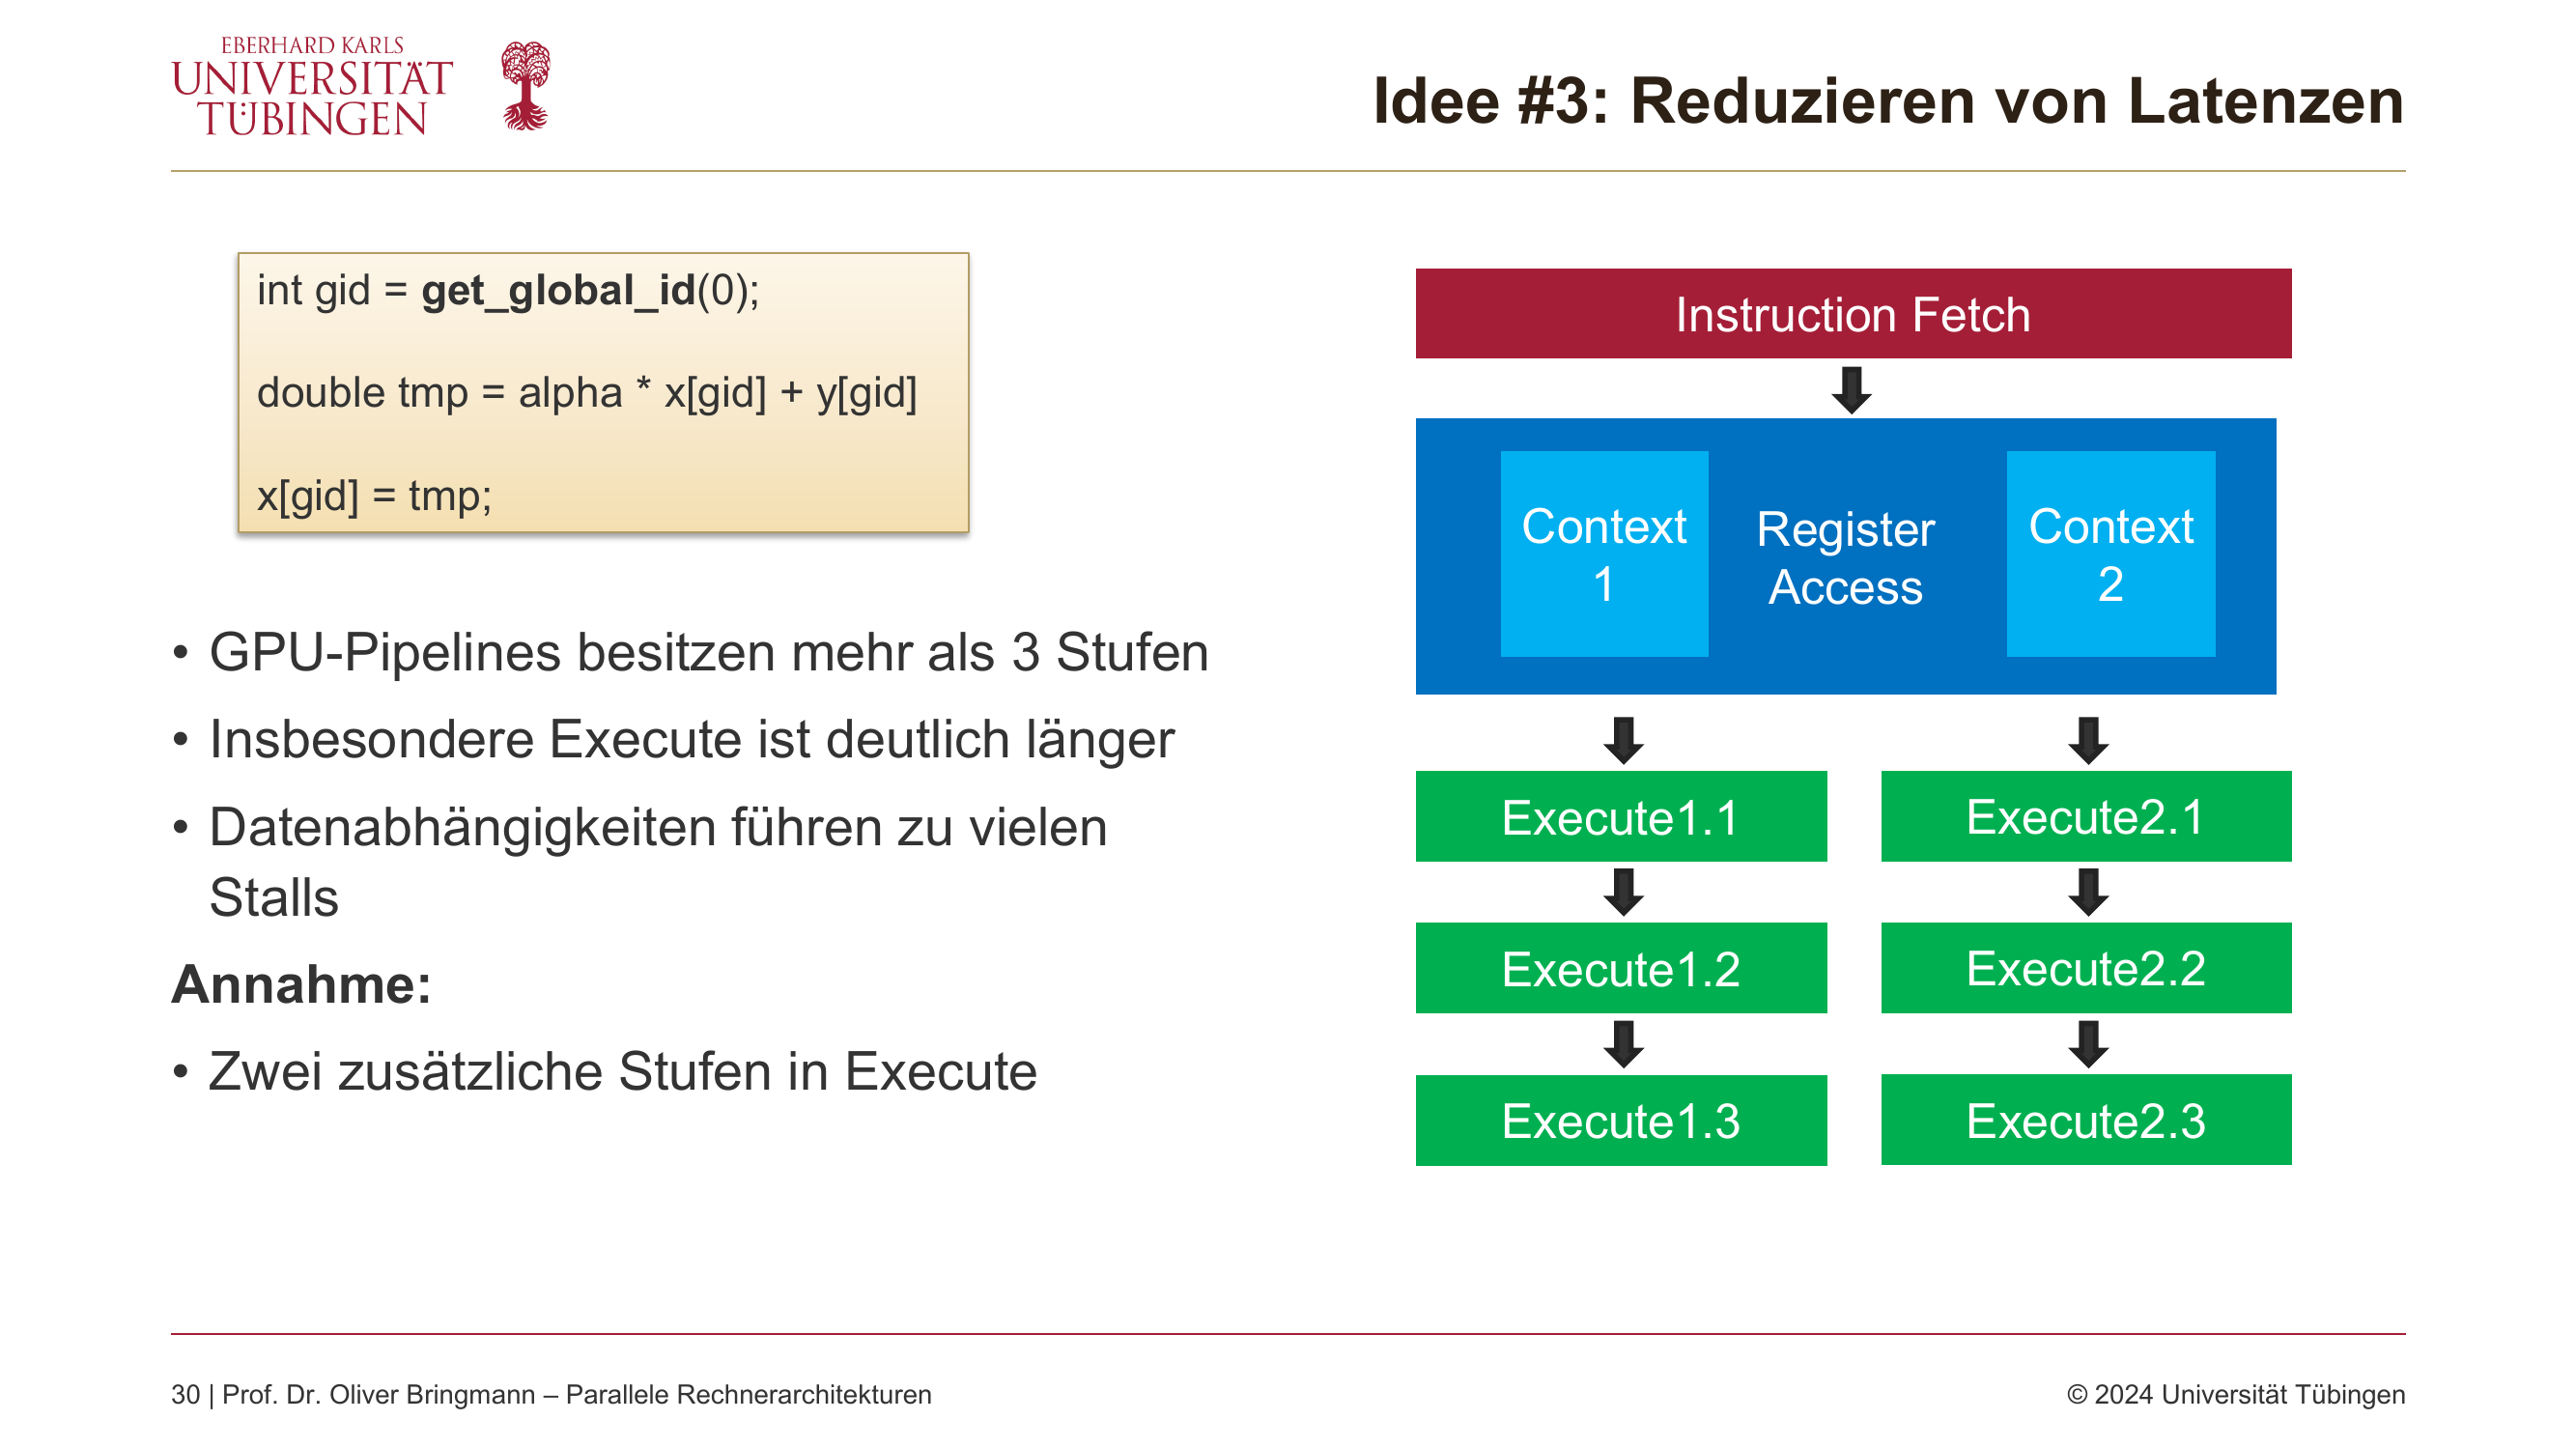 EBERHARD KARLS
UNIVERSITÄT
TÜBINGEN
Idee #3: Reduzieren von Latenzen
int gid = get_global_id(0);
double tmp = alpha * x[gid] + y[gid]
x[gid] = tmp;
• GPU-Pipelines besitzen mehr als 3 Stufen
• Insbesondere Execute ist deutlich länger
• Datenabhängigkeiten führen zu vielen
Stalls
Annahme:
• Zwei zusätzliche Stufen in Execute
Instruction Fetch
Context
1
Register
Access
Context
2
Execute1.1
Execute2.1
Execute1.2
Execute2.2
Execute1.3
Execute2.3
30 | Prof. Dr. Oliver Bringmann – Parallele Rechnerarchitekturen
© 2024 Universität Tübingen